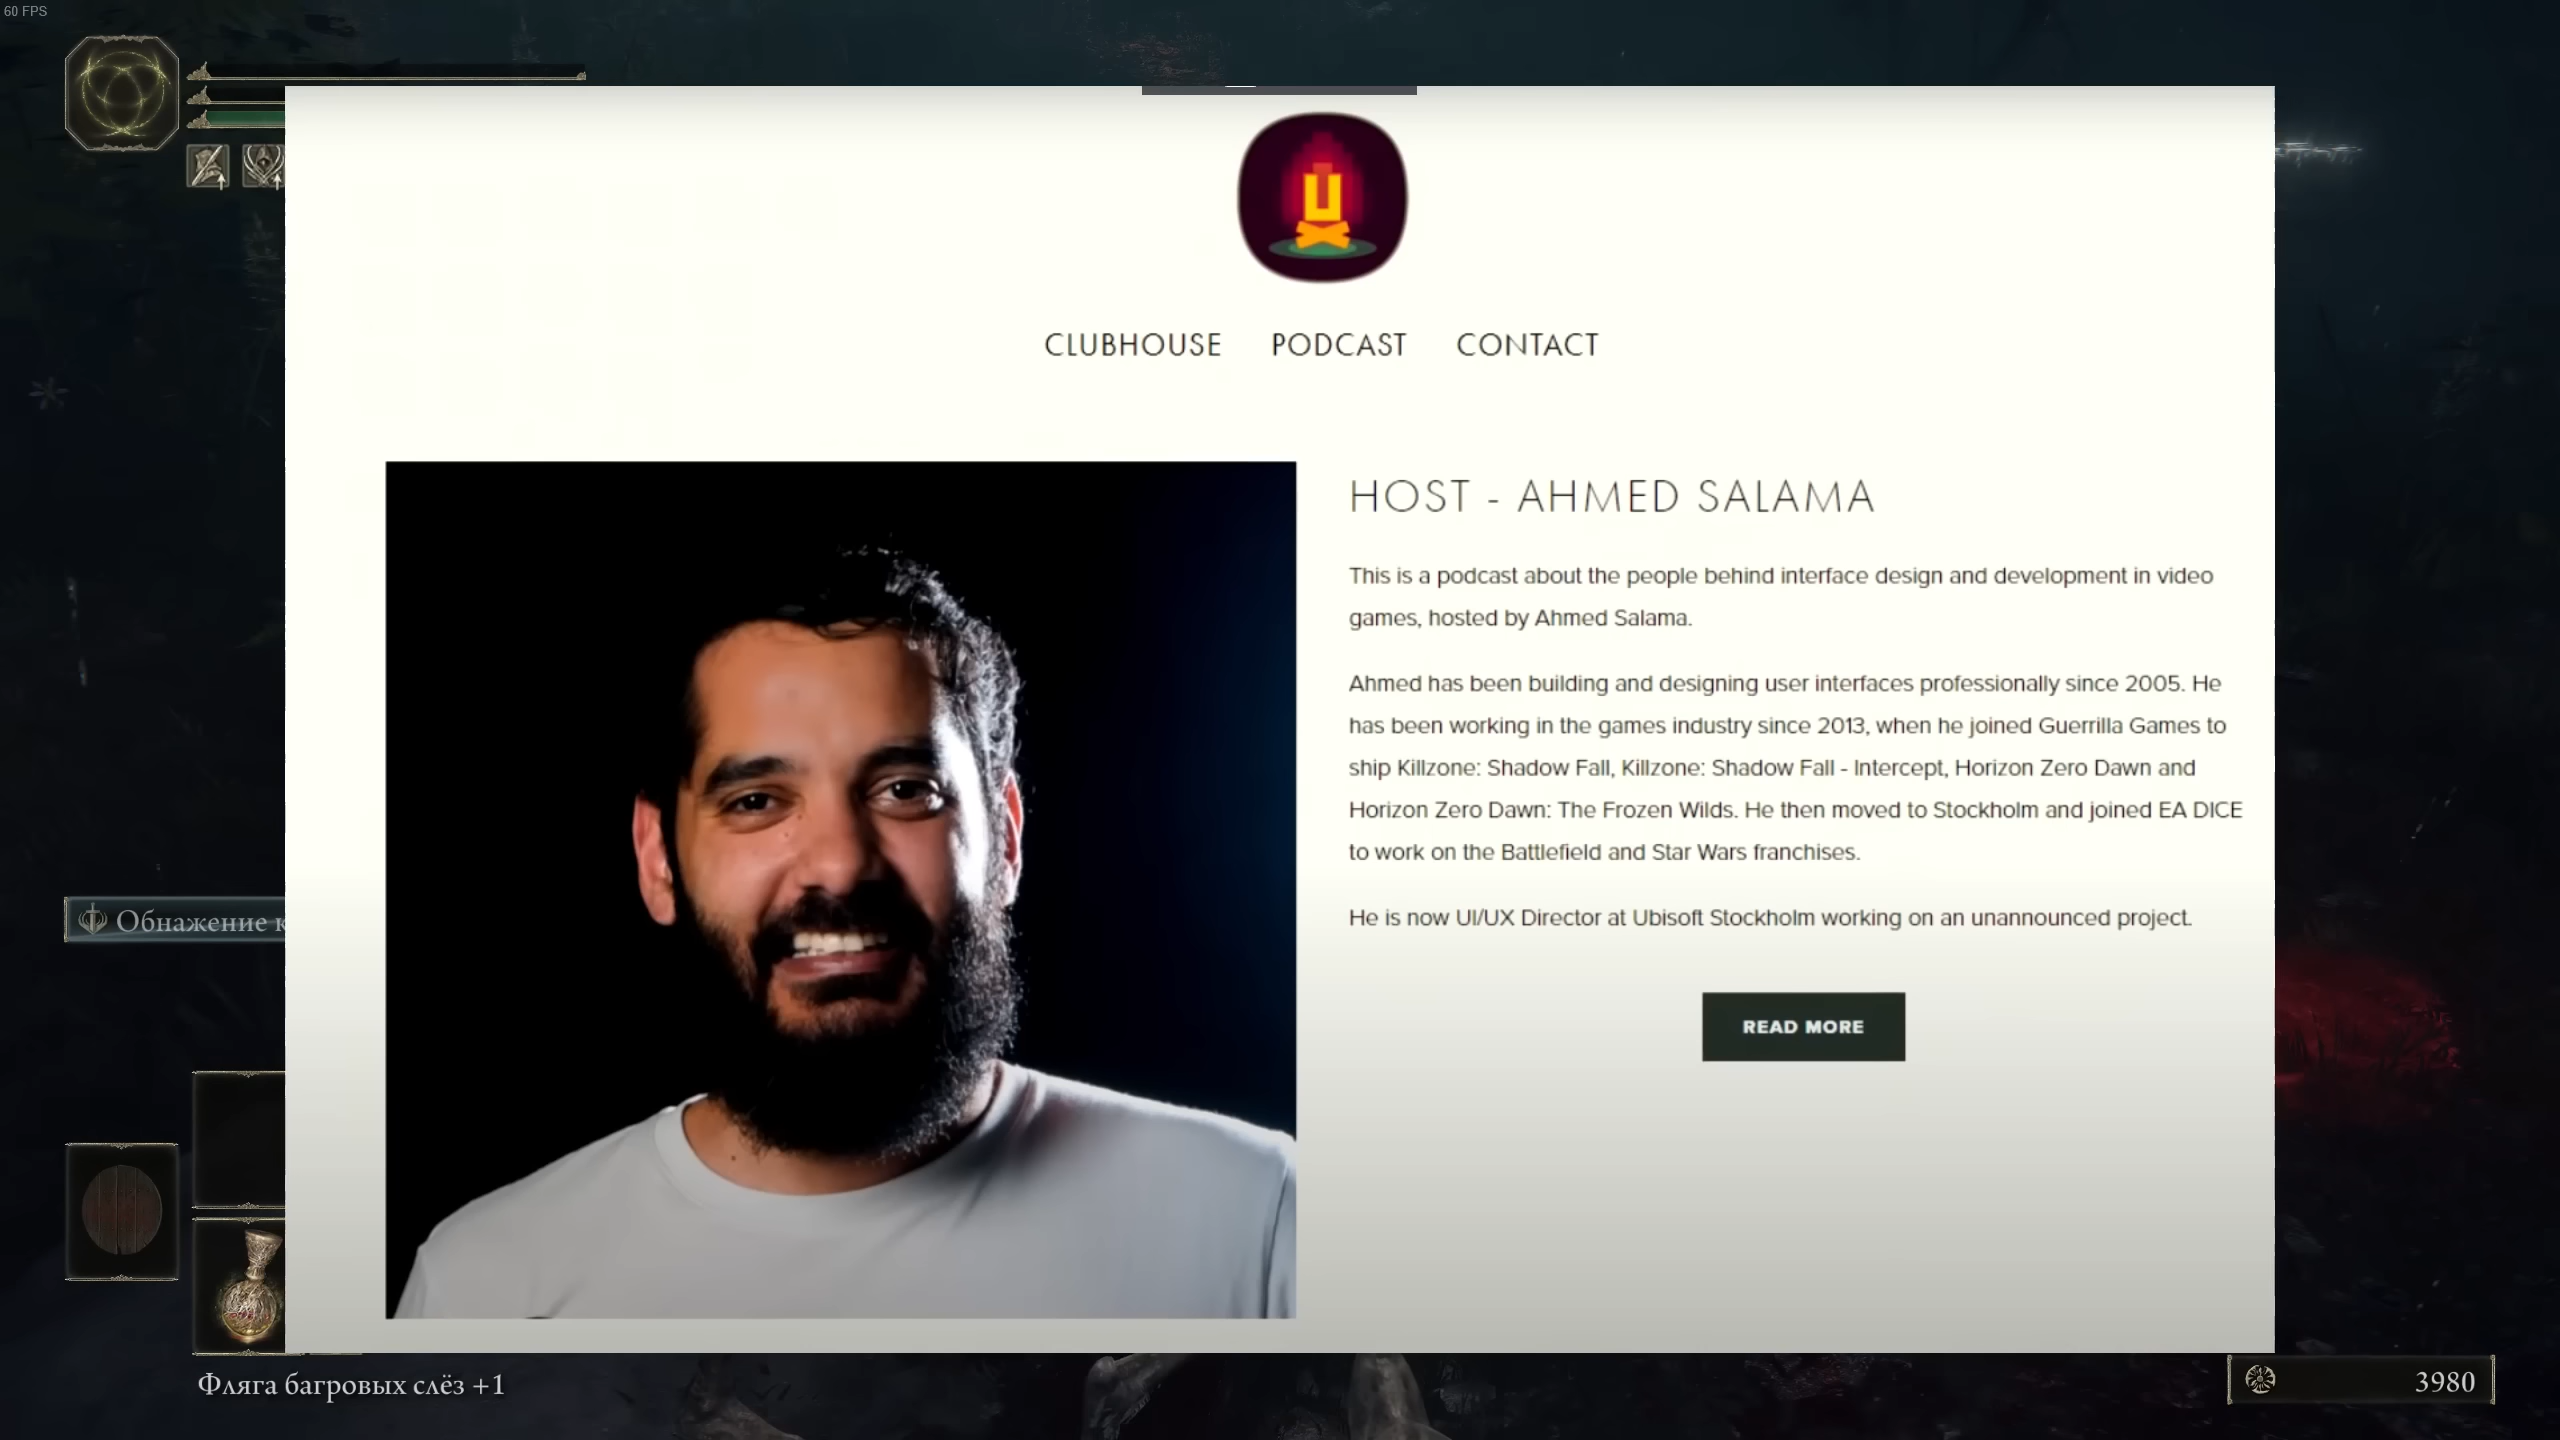 60 FPS
U
CLUBHOUSE PODCAST CONTACT
HOST - AHMED SALAMA
This is a podcast about the people behind interface design and development in video
games, hosted by Ahmed Salama.
Ahmed has been building and designing user interfaces professionally since 2005. He
has been working in the games industry since 2013, when he joined Guerrilla Games to
ship Killzone: Shadow Fall, Killzone: Shadow Fall - Intercept, Horizon Zero Dawn and
Horizon Zero Dawn: The Frozen Wilds. He then moved to Stockholm and joined EA DICE
to work on the Battlefield and Star Wars franchises.
He is now UI/UX Director at Ubisoft Stockholm working on an unannounced project.
READ MORE
Обнажение к
Фляга багровых слёз +1
3980